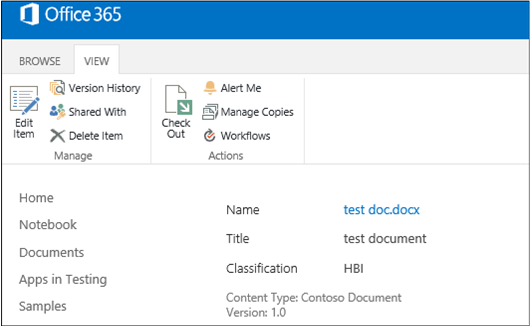 Office 365
BROWSE VIEW
Edit Item
Version History
Shared With
Delete Item
Manage
Check Out
Alert Me
Manage Copies
Workflows
Actions
Home
Notebook
Documents
Apps in Testing
Samples
Name test doc.docx
Title test document
Classification HBI
Content Type: Contoso Document
Version: 1.0